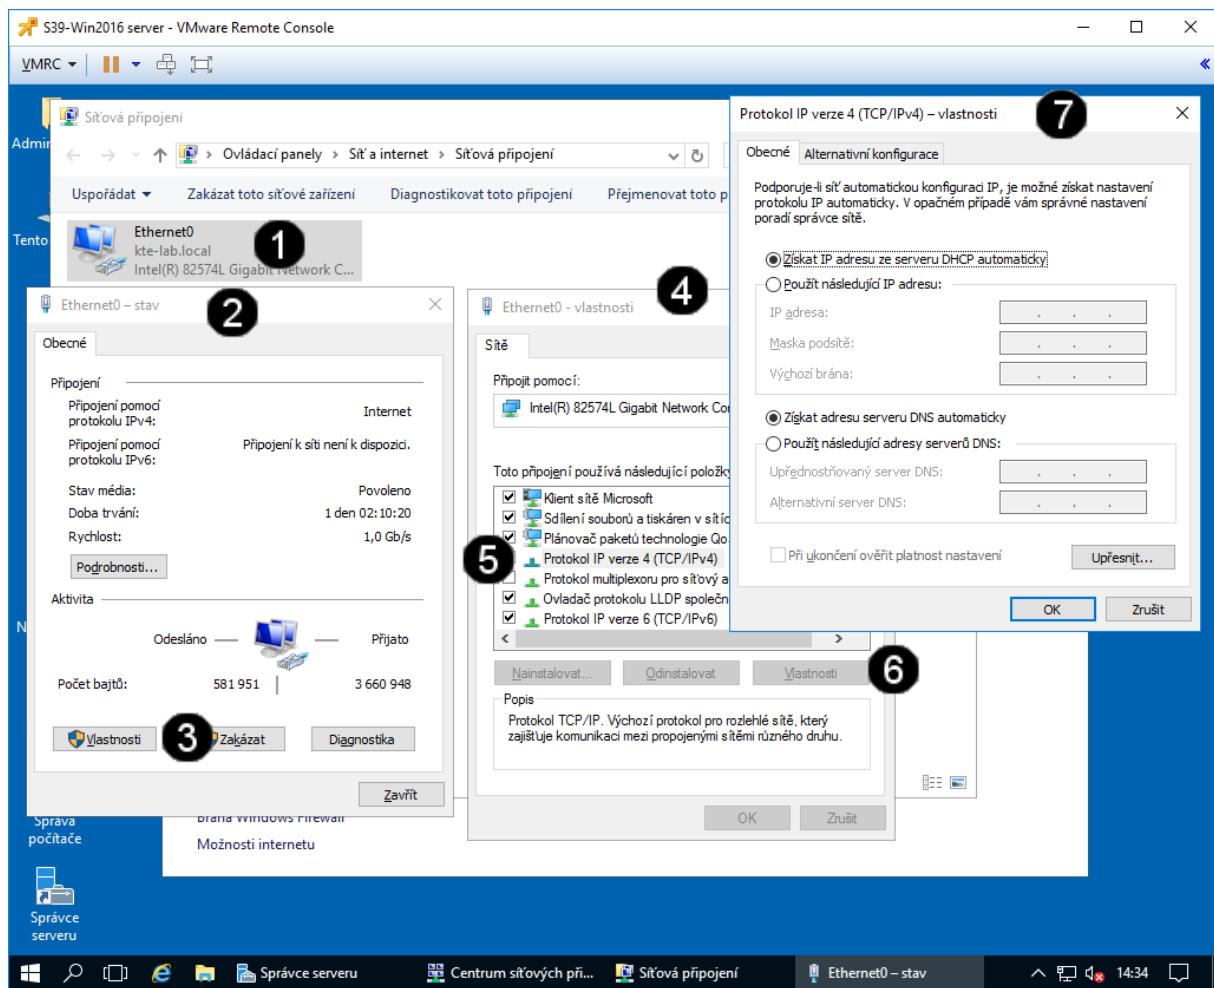 S39-Win2016 server - VMware Remote Console
VMRC
Síťová připojení
Ovládací panely > Síť a internet > Síťová připojení
Uspořádat Zakázat toto síťové zařízení Diagnostikovat toto připojení Přejmenovat toto p
Ethernet0
kte-lab.local
Intel(R) 82574L Gigabit Network C...
1
Admin
Tento
Ethernet0 – stav
2
Obecné
Připojení
Připojení pomocí
protokolu IPv4:
Internet
Připojení pomocí
protokolu IPv6:
Připojení k síti není k dispozici.
Stav média: Povoleno
Doba trvání: 1 den 02:10:20
Rychlost: 1,0 Gb/s
Podrobnosti...
Aktivita
Odesláno — — Přijato
Počet bajtů: 581 951 | 3 660 948
Vlastnosti
3
Zakázat
Diagnostika
Zavřít
Ethernet0 - vlastnosti
4
Sítě
Připojit pomocí:
Intel(R) 82574L Gigabit Network Co
Toto připojení používá následující položky
Klient sítě Microsoft
Sdílení souborů a tiskáren v sítíc
Plánovač paketů technologie Qo
5
Protokol IP verze 4 (TCP/IPv4)
Protokol multiplexoru pro síťový a
Ovladač protokolu LLDP společn
Protokol IP verze 6 (TCP/IPv6)
Nainstalovat... Odinstalovat Vlastnosti
6
Popis
Protokol TCP/IP. Výchozí protokol pro rozlehlé sítě, který
zajišťuje komunikaci mezi propojenými sítěmi různého druhu.
OK Zrušit
Protokol IP verze 4 (TCP/IPv4) – vlastnosti
7
Obecné Alternativní konfigurace
Podporuje-li síť automatickou konfiguraci IP, je možné získat nastavení
protokolu IP automaticky. V opačném případě vám správné nastavení
poradí správce sítě.
Získat IP adresu ze serveru DHCP automaticky
Použít následující IP adresu:
IP adresa: . . .
Maska podsítě: . . .
Výchozí brána: . . .
Získat adresu serveru DNS automaticky
Použít následující adresy serverů DNS:
Upřednostňovaný server DNS: . . .
Alternativní server DNS: . . .
Při ukončení ověřit platnost nastavení
Upřesnit...
OK Zrušit
N
Brána Windows Firewall
Možnosti internetu
Správa
počítače
Správce
serveru
Správce serveru
Centrum síťových při...
Síťová připojení
Ethernet0 – stav
14:34